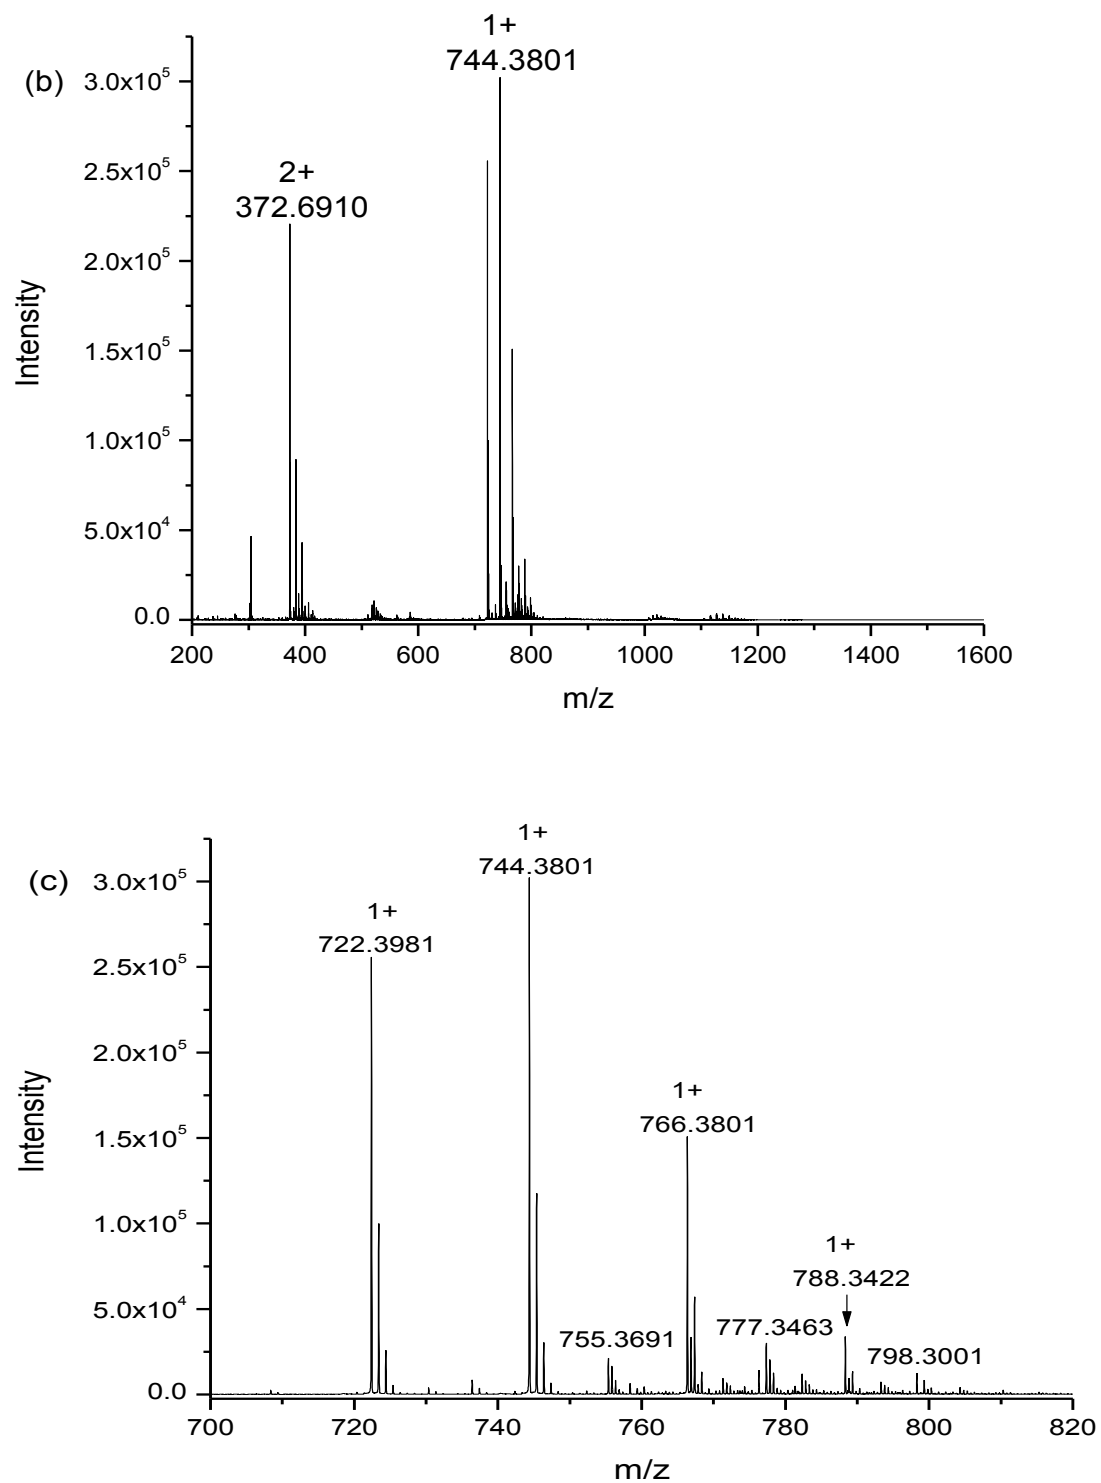 (b)
1+
744.3801
2+
372.6910
3.0x10⁵
2.5x10⁵
2.0x10⁵
1.5x10⁵
1.0x10⁵
5.0x10⁴
0.0
Intensity
200 400 600 800 1000 1200 1400 1600
m/z
(c)
1+
744.3801
1+
722.3981
1+
766.3801
1+
788.3422
755.3691
777.3463
798.3001
3.0x10⁵
2.5x10⁵
2.0x10⁵
1.5x10⁵
1.0x10⁵
5.0x10⁴
0.0
Intensity
700 720 740 760 780 800 820
m/z